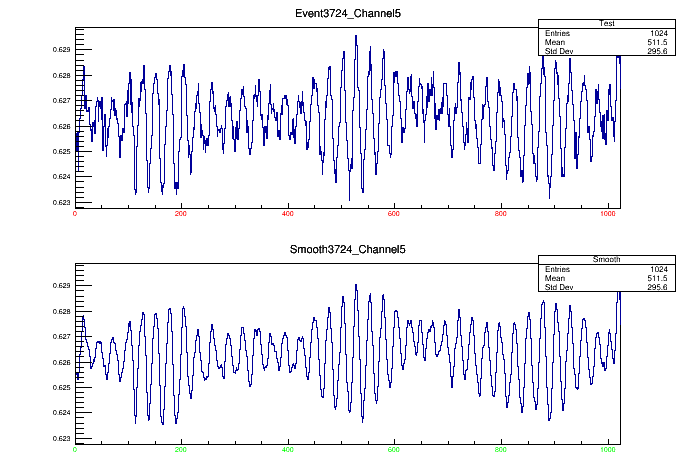 Event3724_Channel5
Test
Entries 1024
Mean 511.5
Std Dev 295.6
0.629
0.628
0.627
0.626
0.625
0.624
0.623
0 200 400 600 800 1000
Smooth3724_Channel5
Smooth
Entries 1024
Mean 511.5
Std Dev 295.6
0.629
0.628
0.627
0.626
0.625
0.624
0.623
0 200 400 600 800 1000